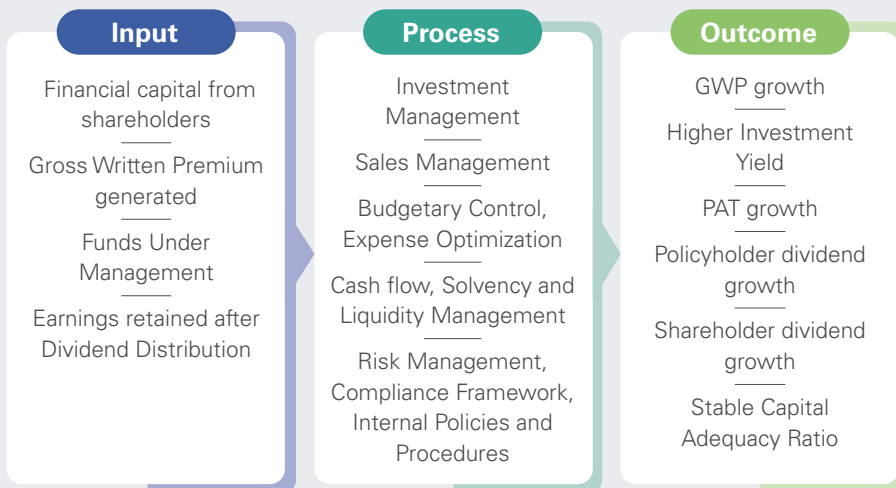 Input
Financial capital from
shareholders
Gross Written Premium
generated
Funds Under
Management
Earnings retained after
Dividend Distribution
Process
Investment
Management
Sales Management
Budgetary Control,
Expense Optimization
Cash flow, Solvency and
Liquidity Management
Risk Management,
Compliance Framework,
Internal Policies and
Procedures
Outcome
GWP growth
Higher Investment
Yield
PAT growth
Policyholder dividend
growth
Shareholder dividend
growth
Stable Capital
Adequacy Ratio